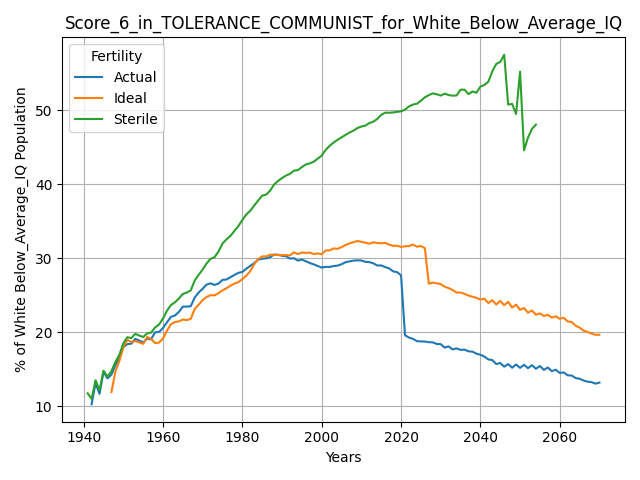 Score_6_in_TOLERANCE_COMMUNIST_for_White_Below_Average_IQ
Fertility
Actual
Ideal
Sterile
% of White Below_Average_IQ Population
50
40
30
20
10
1940 1960 1980 2000 2020 2040 2060
Years